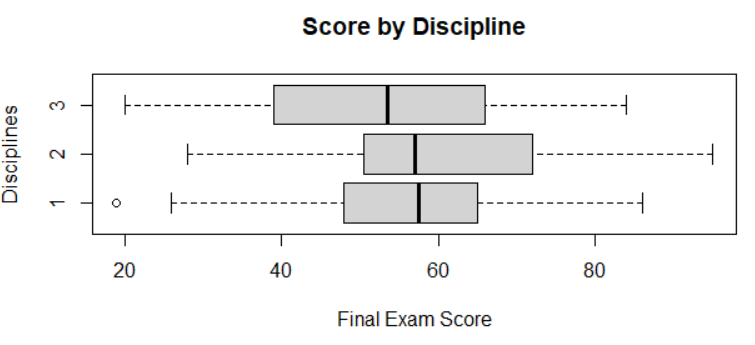 Score by Discipline
Disciplines
3
2
1
20 40 60 80
Final Exam Score